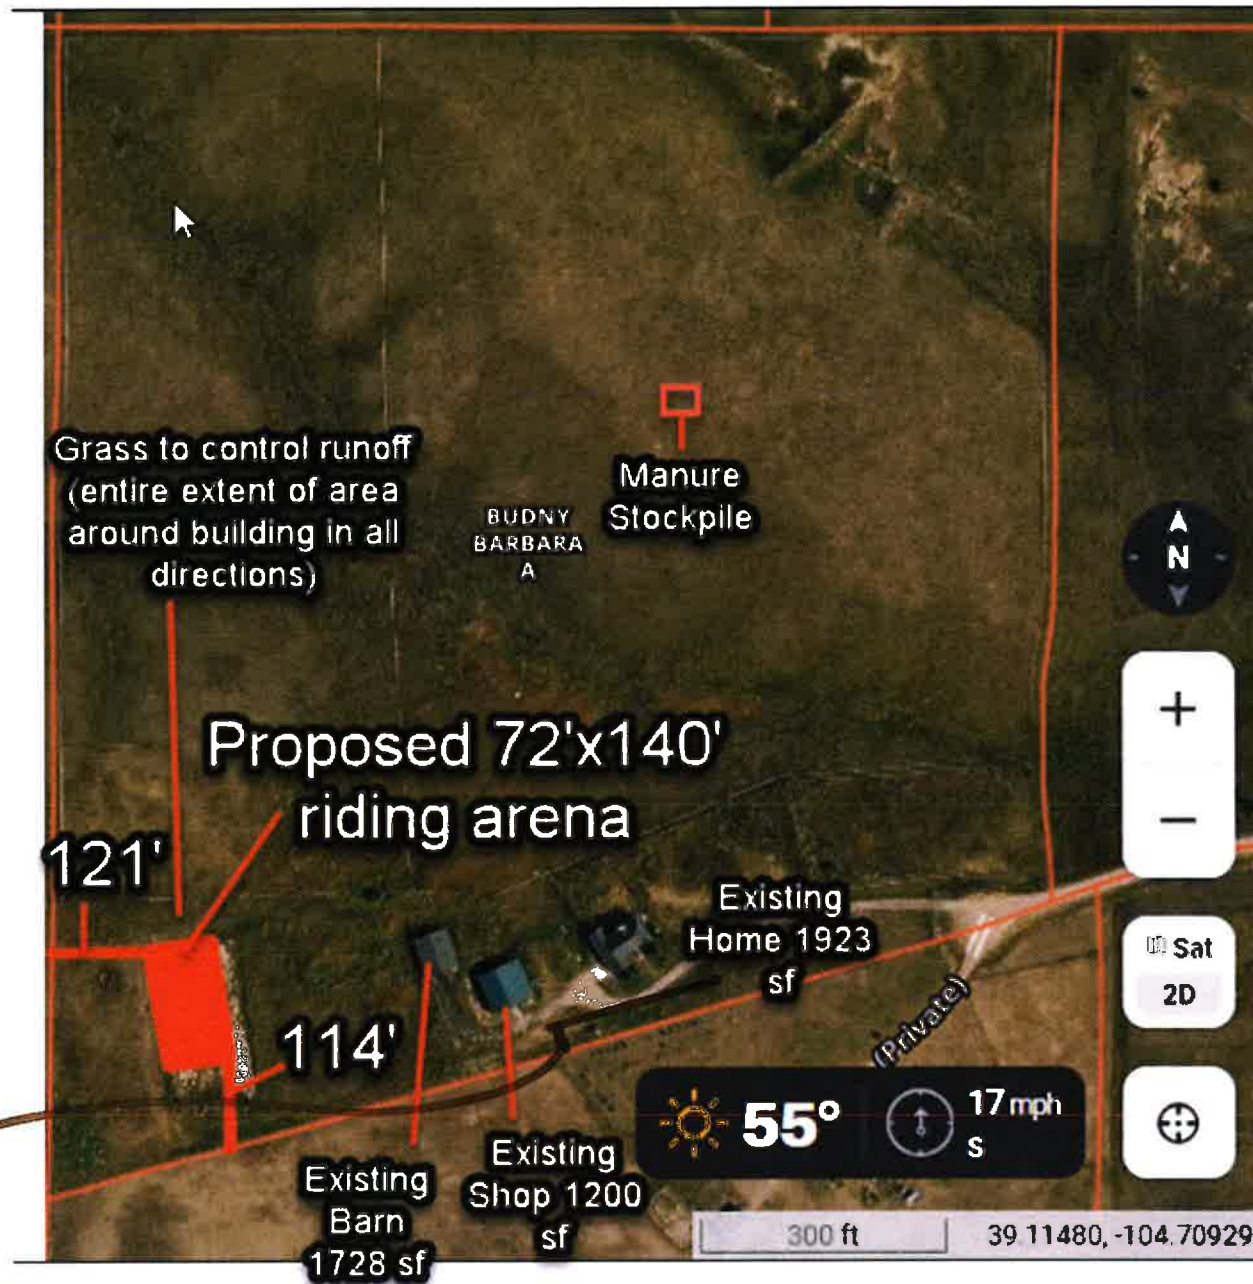 Grass to control runoff
(entire extent of area
around building in all
directions)
BUDNY
BARBARA
A
Manure
Stockpile
N
Proposed 72'x140'
riding arena
+
−
121'
Existing
Home 1923
sf
Sat
2D
114'
(Private)
55°
17 mph
S
Existing
Barn
1728 sf
Existing
Shop 1200
sf
300 ft
39.11480, -104.70929